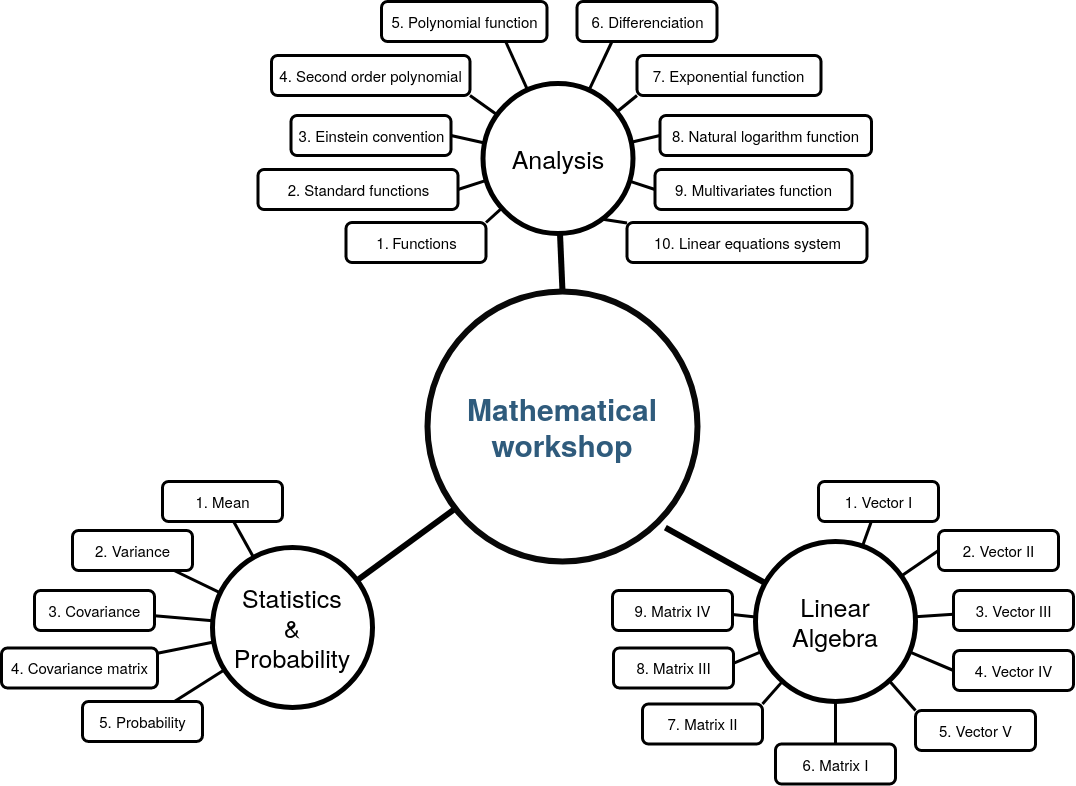 5. Polynomial function
6. Differenciation
4. Second order polynomial
7. Exponential function
3. Einstein convention
8. Natural logarithm function
Analysis
2. Standard functions
9. Multivariates function
1. Functions
10. Linear equations system
Mathematical
workshop
1. Mean
2. Variance
3. Covariance
4. Covariance matrix
5. Probability
Statistics
&
Probability
1. Vector I
2. Vector II
3. Vector III
4. Vector IV
5. Vector V
6. Matrix I
7. Matrix II
8. Matrix III
9. Matrix IV
Linear
Algebra